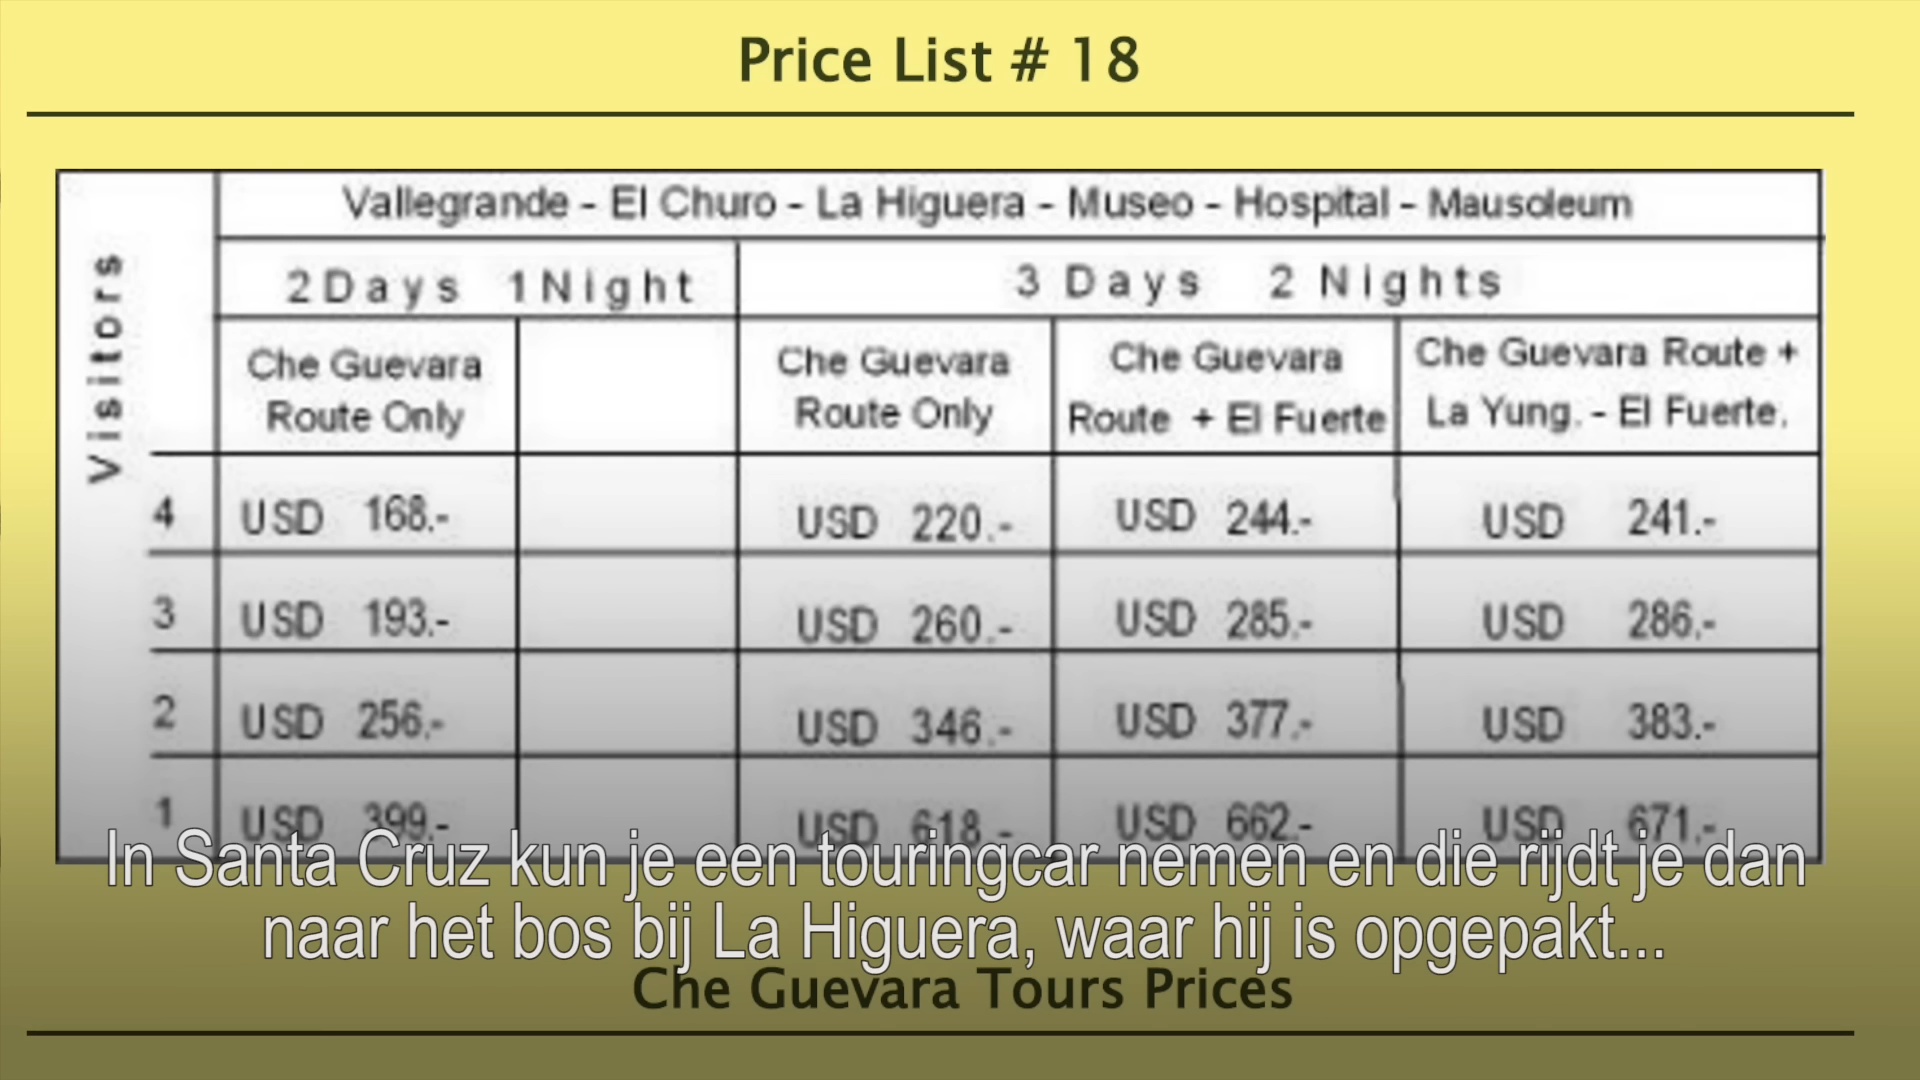 Price List # 18
Vallegrande - El Churo - La Higuera - Museo - Hospital - Mausoleum
Visitors
2 Days 1 Night
3 Days 2 Nights
Che Guevara
Route Only
Che Guevara
Route Only
Che Guevara
Route + El Fuerte
Che Guevara Route +
La Yung. - El Fuerte.
4 USD 168.- USD 220.- USD 244.- USD 241.-
3 USD 193.- USD 260.- USD 285.- USD 286.-
2 USD 256.- USD 346.- USD 377.- USD 383.-
1 USD 399.- USD 618.- USD 662.- USD 671.-
In Santa Cruz kun je een touringcar nemen en die rijdt je dan
naar het bos bij La Higuera, waar hij is opgepakt...
Che Guevara Tours Prices